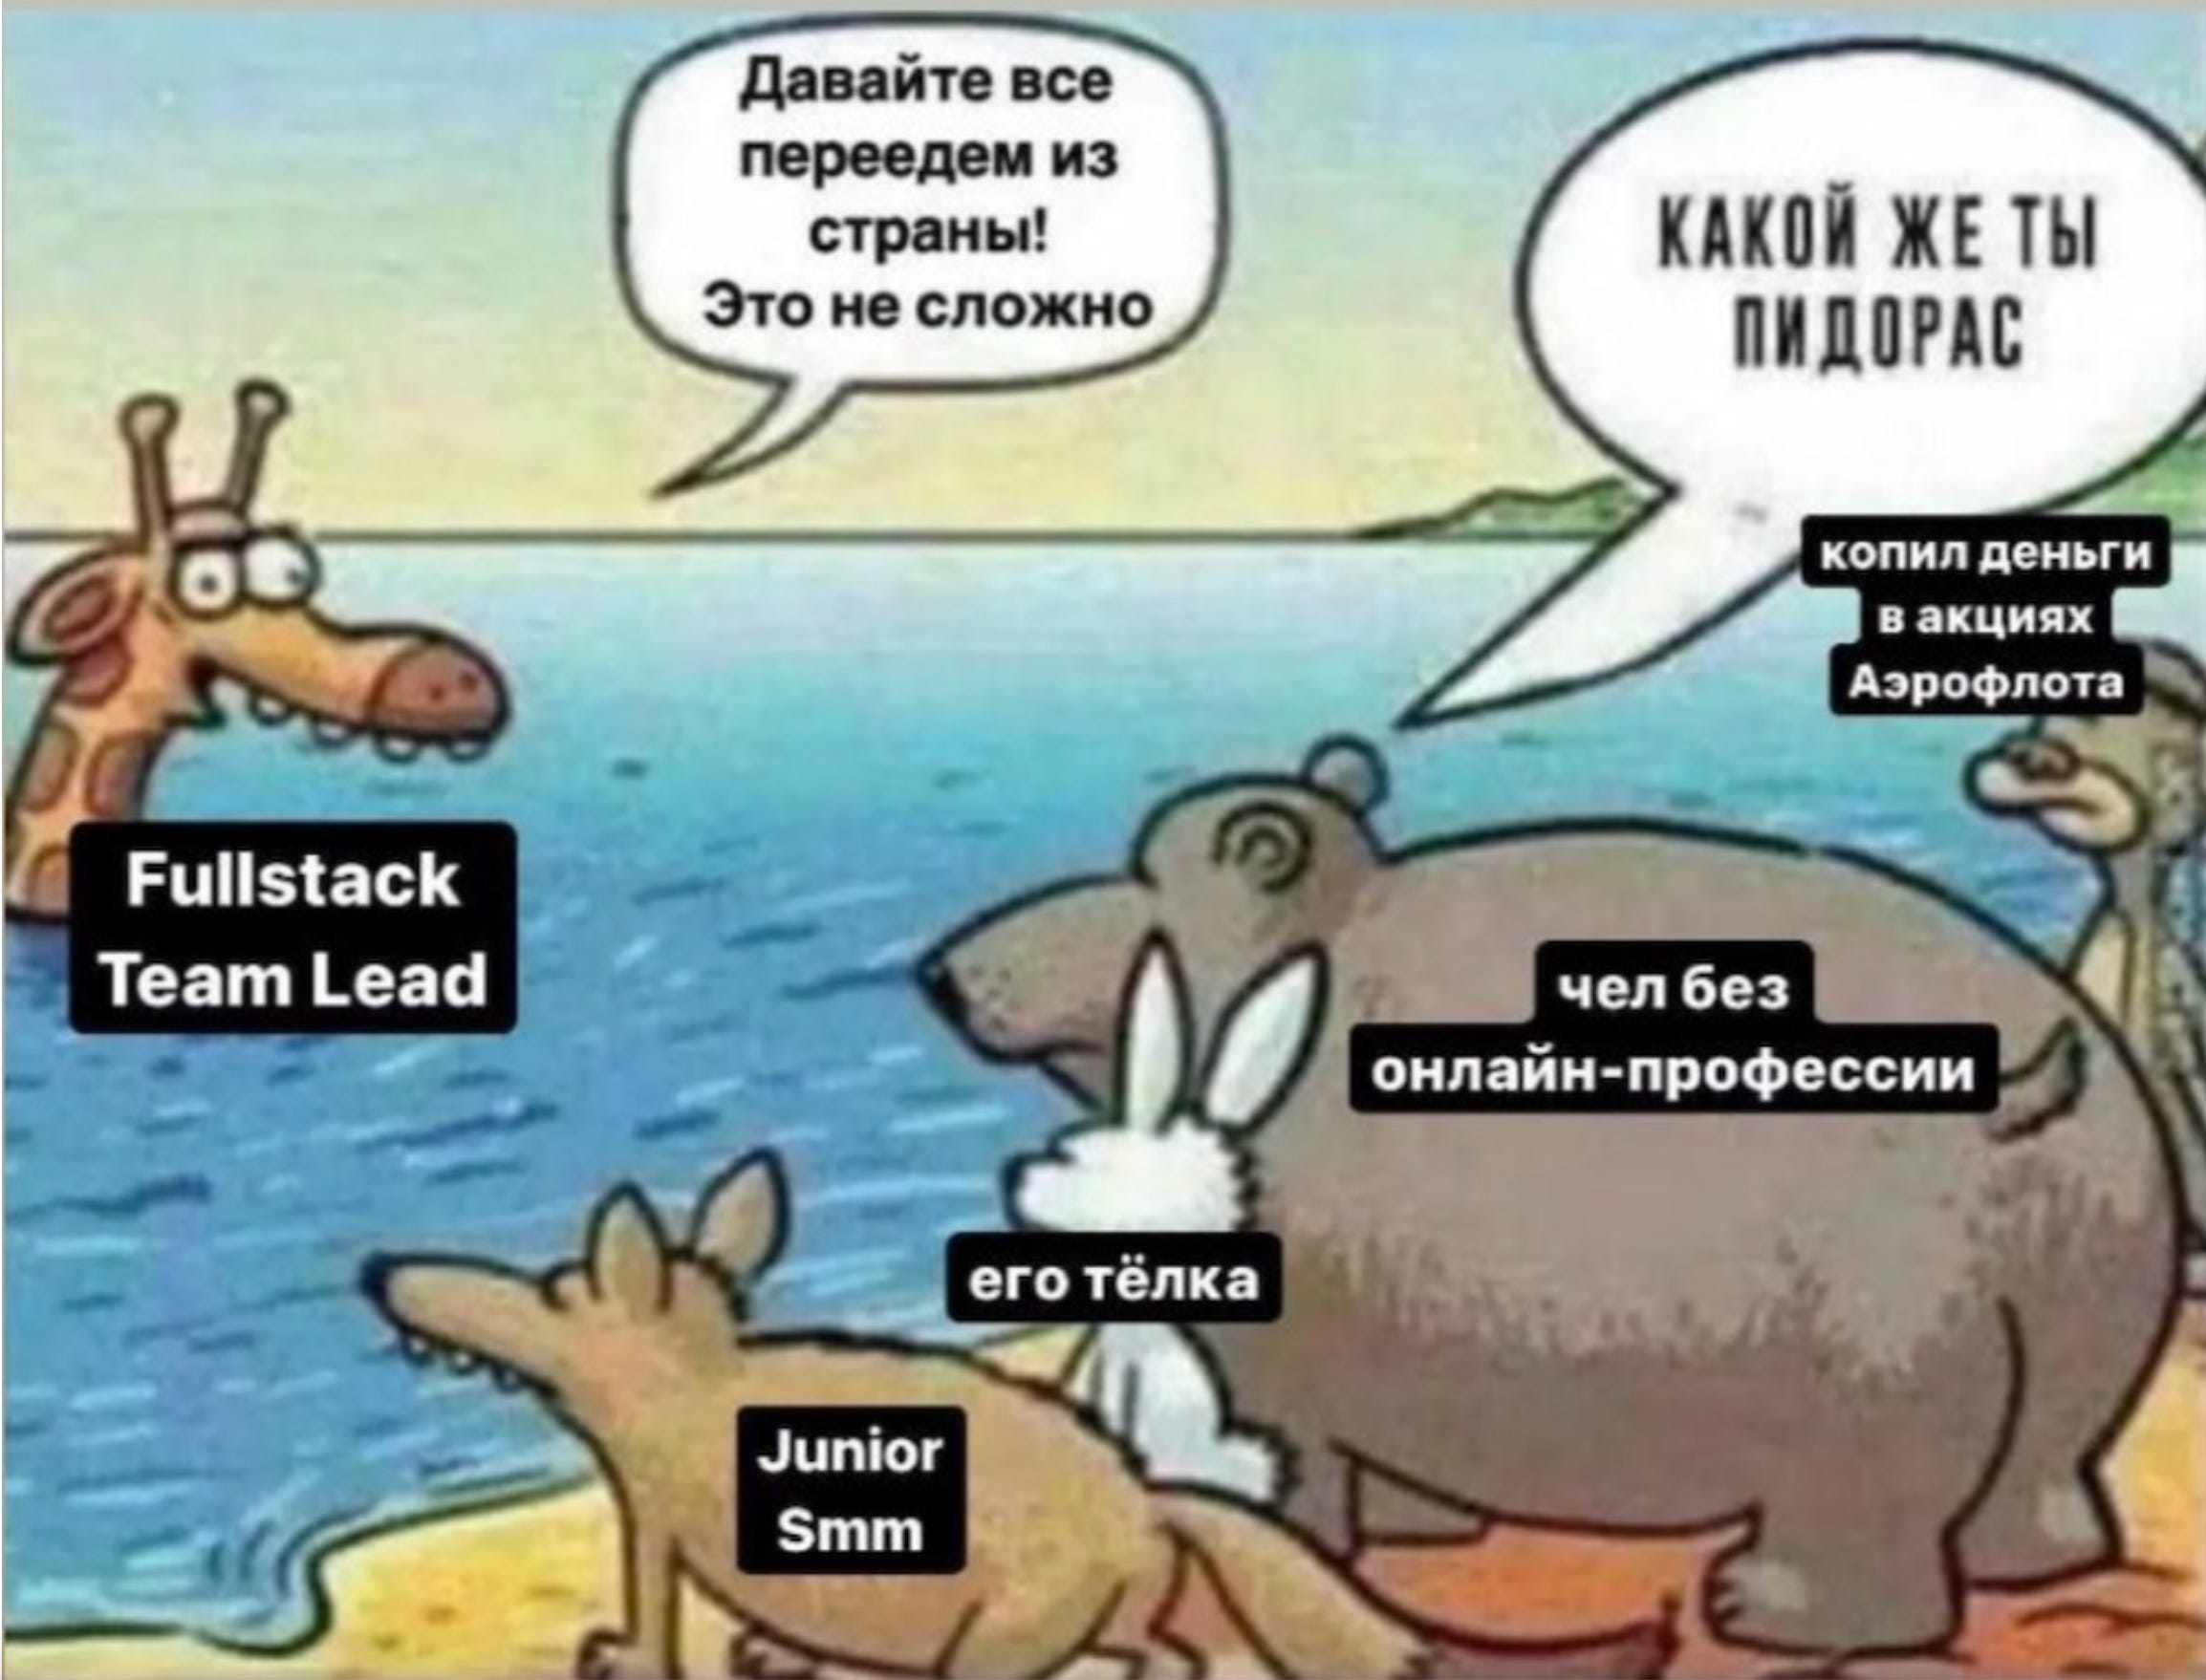 Давайте все
переедем из
страны!
Это не сложно
КАКОЙ ЖЕ ТЫ
ПИДОРАС
копил деньги
в акциях
Аэрофлота
Fullstack
Team Lead
чел без
онлайн-профессии
его тёлка
Junior
Smm